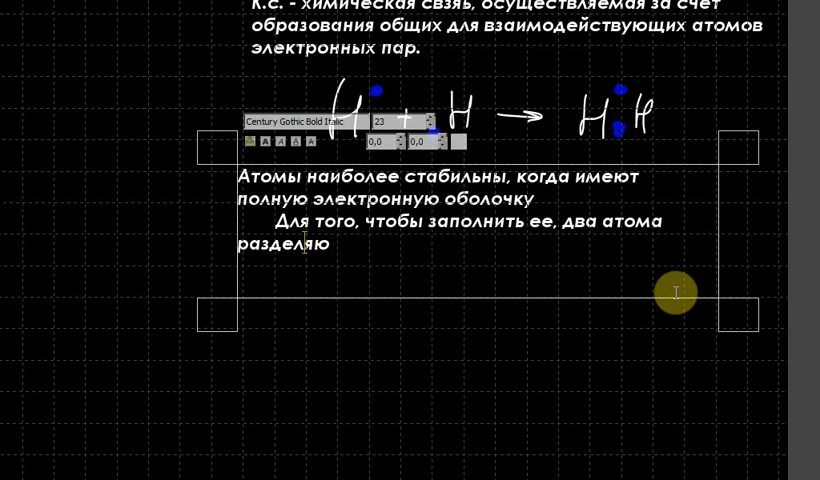 К.с. - химическая свзяь, осуществляемая за счет
образования общих для взаимодействующих атомов
электронных пар.
H + H → H H
Century Gothic Bold Italic 23
A A A A 0,0 0,0
Атомы наиболее стабильны, когда имеют
полную электронную оболочку
Для того, чтобы заполнить ее, два атома
разделяю